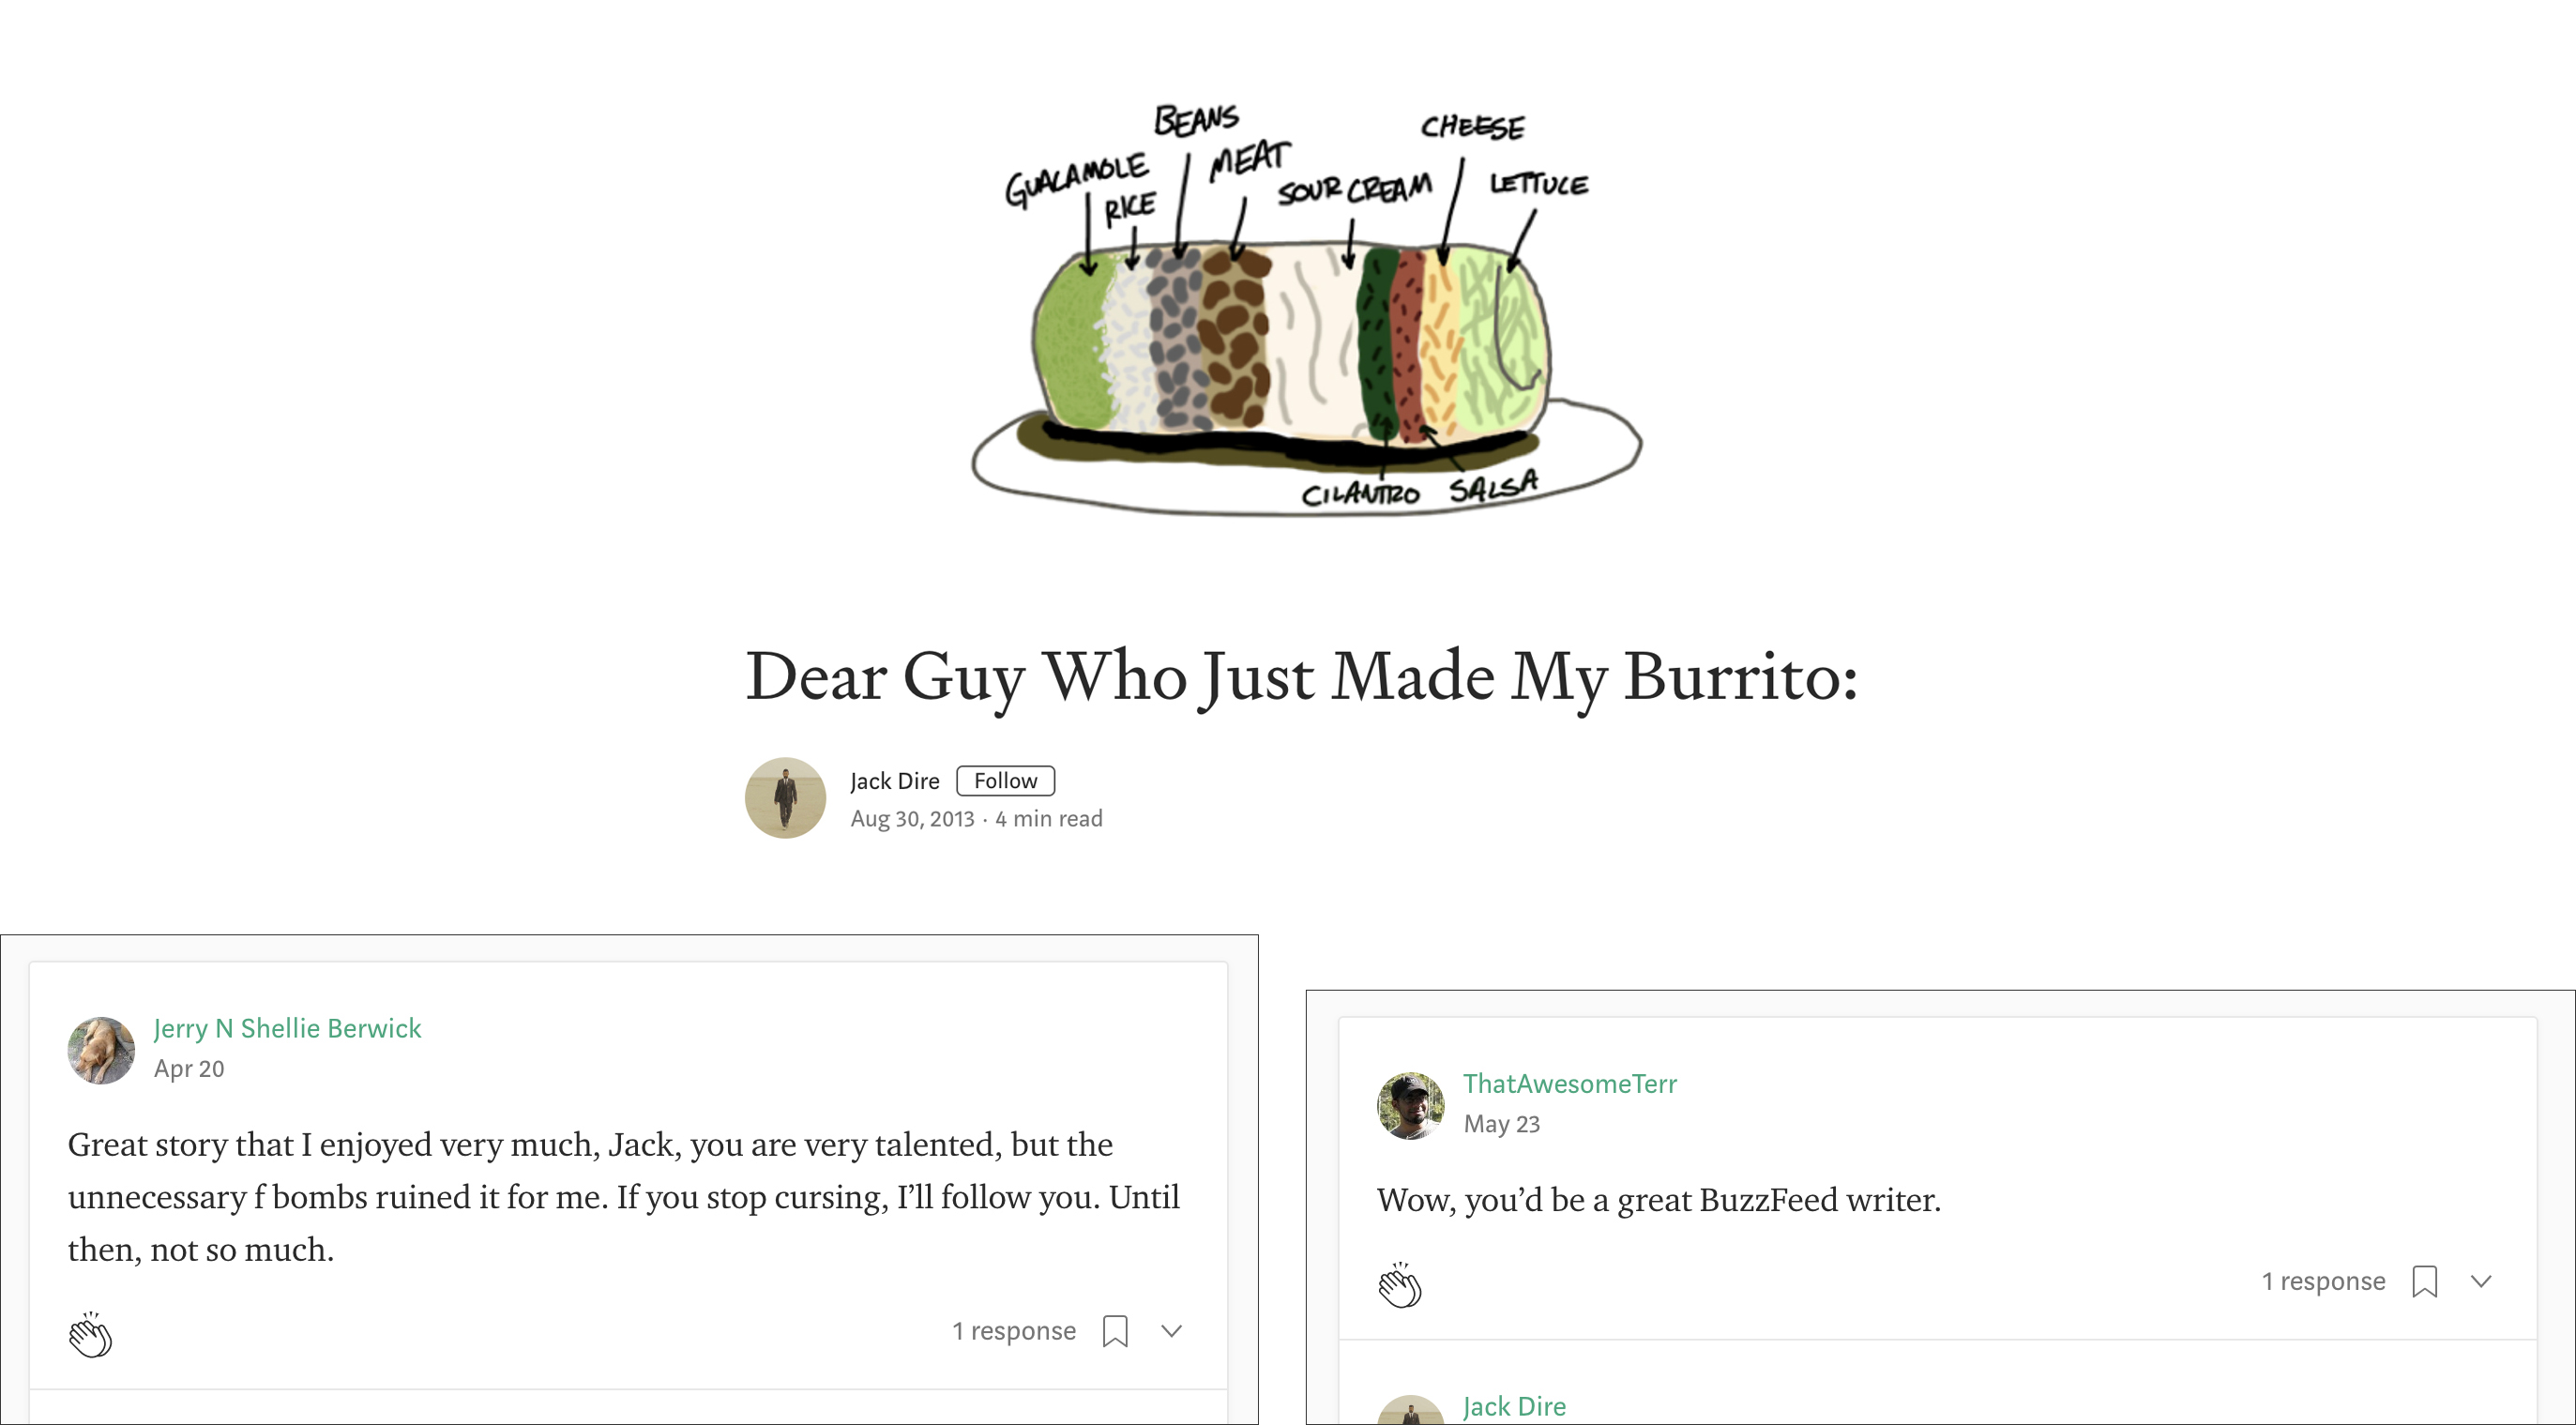 BEANS
CHEESE
GUACAMOLE
MEAT
SOUR CREAM
LETTUCE
RICE
CILANTRO
SALSA
Dear Guy Who Just Made My Burrito:
Jack Dire Follow
Aug 30, 2013 · 4 min read
Jerry N Shellie Berwick
Apr 20
Great story that I enjoyed very much, Jack, you are very talented, but the
unnecessary f bombs ruined it for me. If you stop cursing, I’ll follow you. Until
then, not so much.
1 response
ThatAwesomeTerr
May 23
Wow, you’d be a great BuzzFeed writer.
1 response
Jack Dire